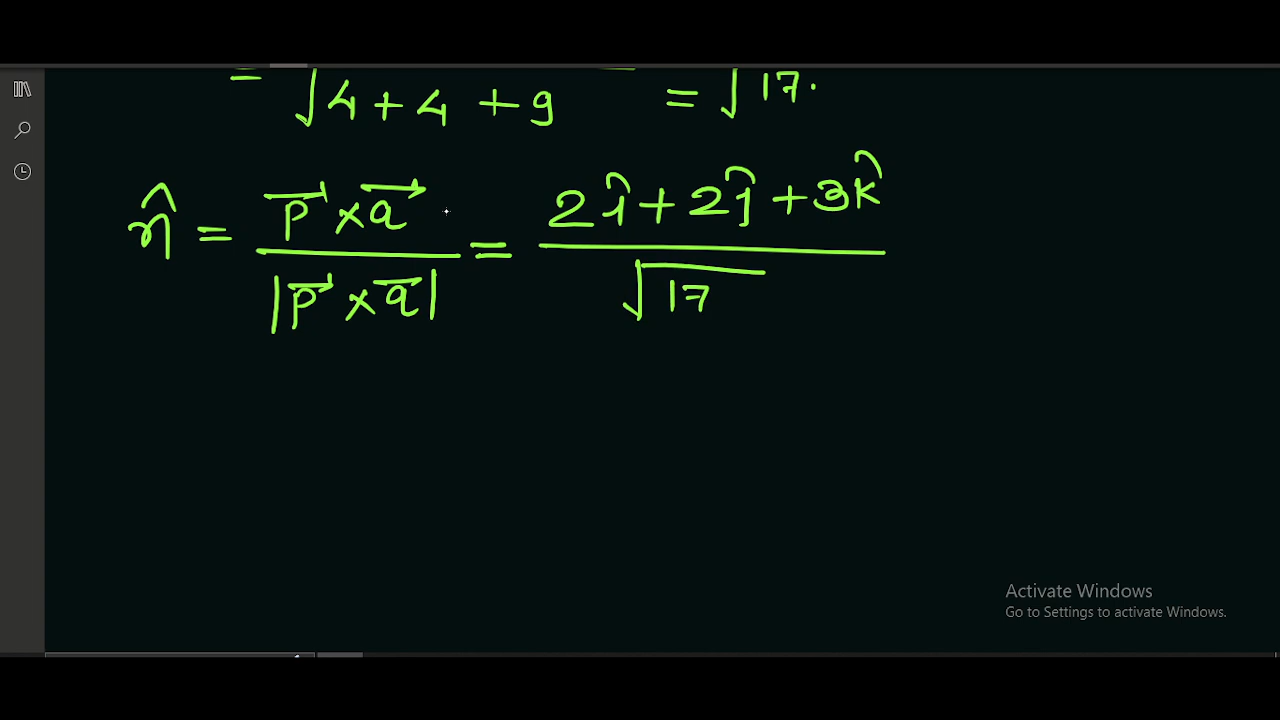 = √4 + 4 + 9 = √17.
n̂ = p⃗ × q⃗ / |p⃗ × q⃗| = 2î + 2ĵ + 3k̂ / √17
Activate Windows
Go to Settings to activate Windows.